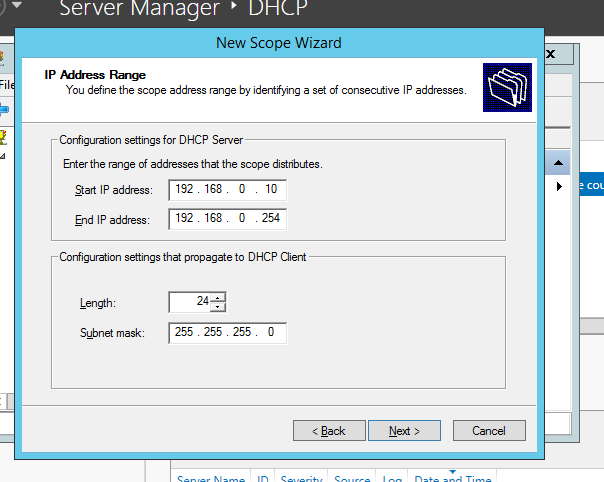 Server Manager ‣ DHCP
New Scope Wizard
IP Address Range
You define the scope address range by identifying a set of consecutive IP addresses.
Configuration settings for DHCP Server
Enter the range of addresses that the scope distributes.
Start IP address: 192 . 168 . 0 . 10
End IP address: 192 . 168 . 0 . 254
Configuration settings that propagate to DHCP Client
Length: 24
Subnet mask: 255 . 255 . 255 . 0
< Back Next > Cancel
File
X
e cou
Server Name ID Severity Source Log Date and Time